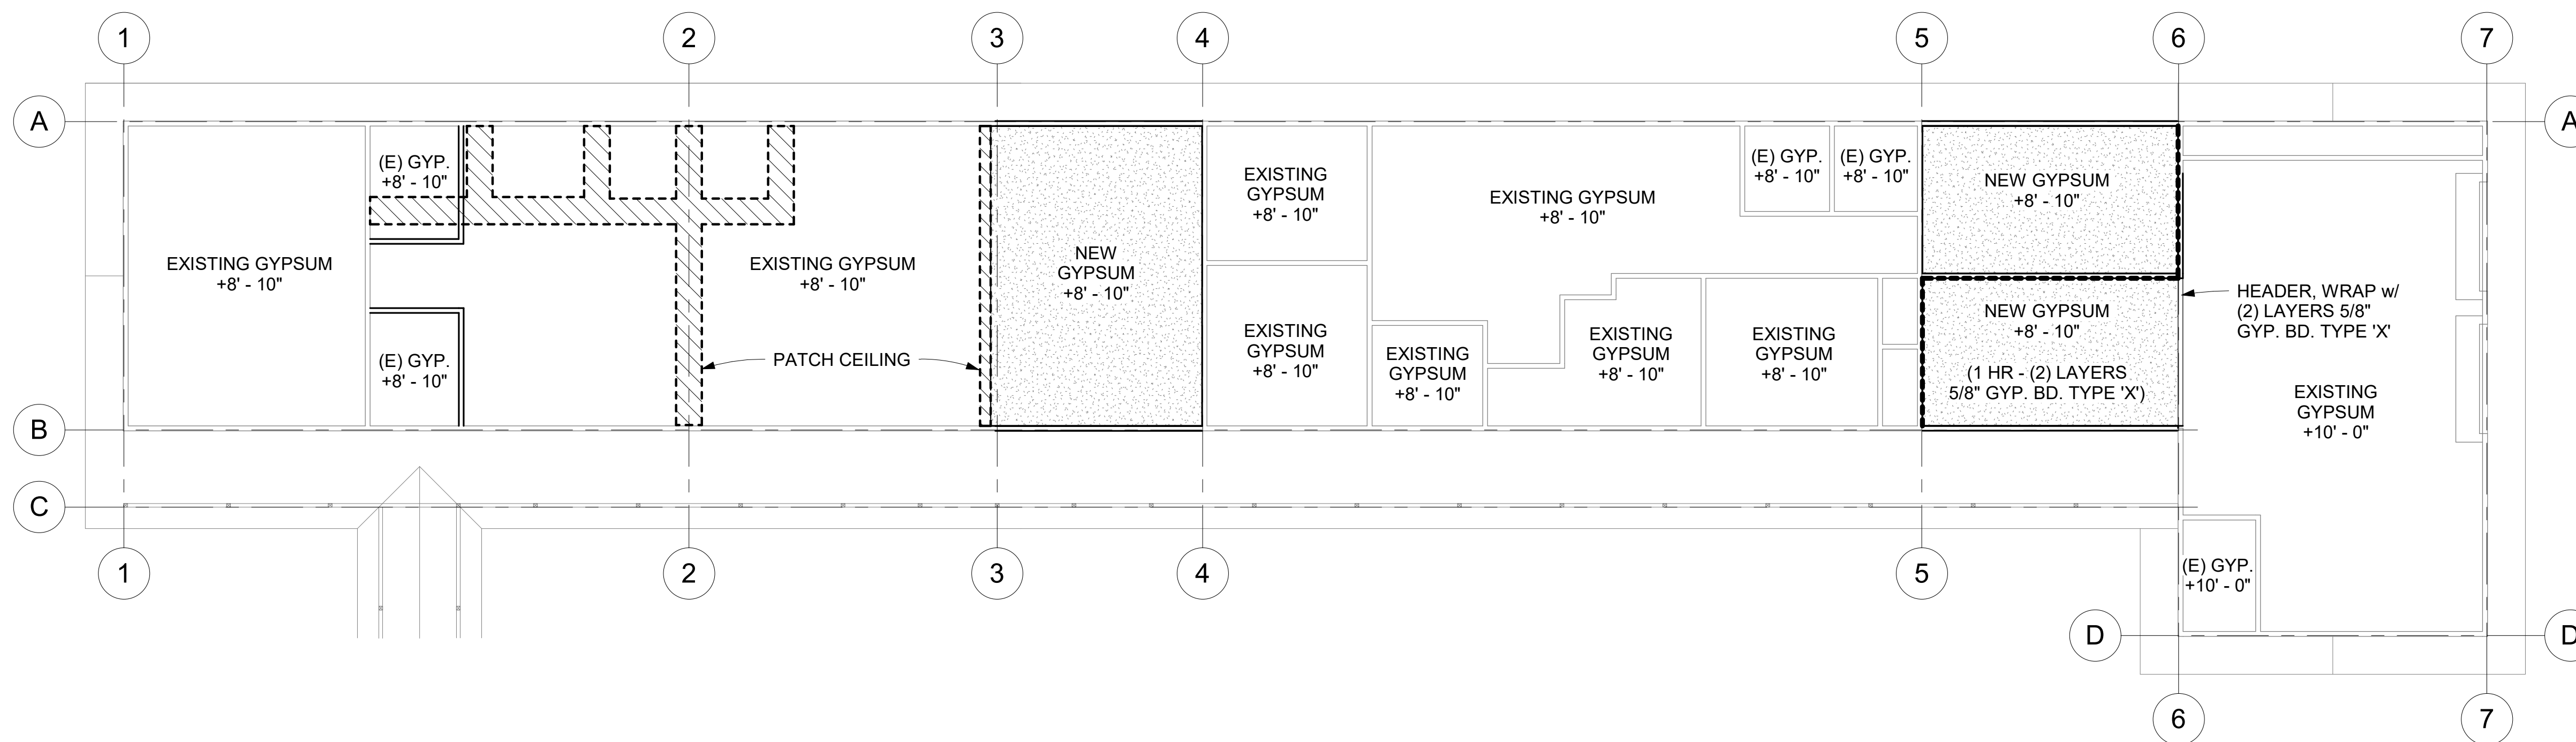 1
2
3
4
5
6
7
A
A
(E) GYP.
+8' - 10"
EXISTING GYPSUM
+8' - 10"
(E) GYP.
+8' - 10"
EXISTING GYPSUM
+8' - 10"
PATCH CEILING
NEW
GYPSUM
+8' - 10"
EXISTING
GYPSUM
+8' - 10"
EXISTING
GYPSUM
+8' - 10"
EXISTING GYPSUM
+8' - 10"
(E) GYP.
+8' - 10"
(E) GYP.
+8' - 10"
EXISTING
GYPSUM
+8' - 10"
EXISTING
GYPSUM
+8' - 10"
EXISTING
GYPSUM
+8' - 10"
NEW GYPSUM
+8' - 10"
NEW GYPSUM
+8' - 10"
(1 HR - (2) LAYERS
5/8" GYP. BD. TYPE 'X')
HEADER, WRAP w/
(2) LAYERS 5/8"
GYP. BD. TYPE 'X'
EXISTING
GYPSUM
+10' - 0"
(E) GYP.
+10' - 0"
B
C
1
2
3
4
5
D
D
6
7